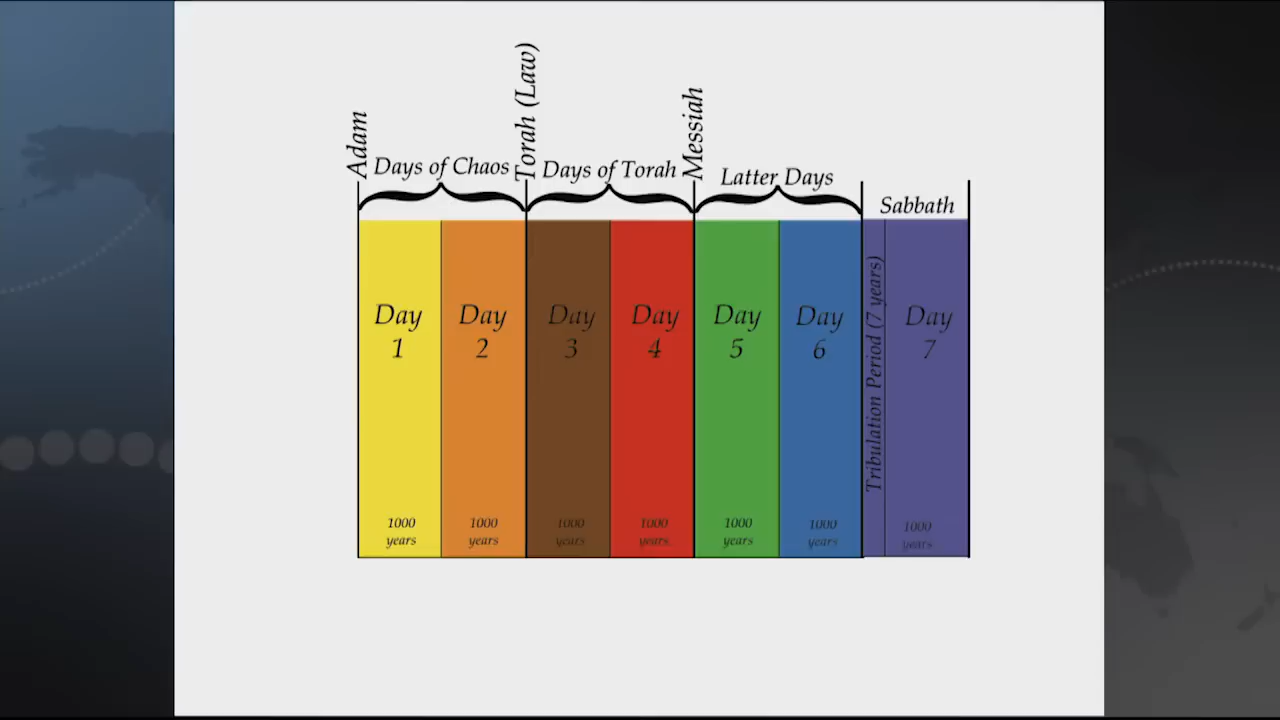 Adam
Torah (Law)
Messiah
Days of Chaos
Days of Torah
Latter Days
Sabbath
Day
1
Day
2
Day
3
Day
4
Day
5
Day
6
Tribulation Period (7 years)
Day
7
1000
years
1000
years
1000
years
1000
years
1000
years
1000
years
1000
years